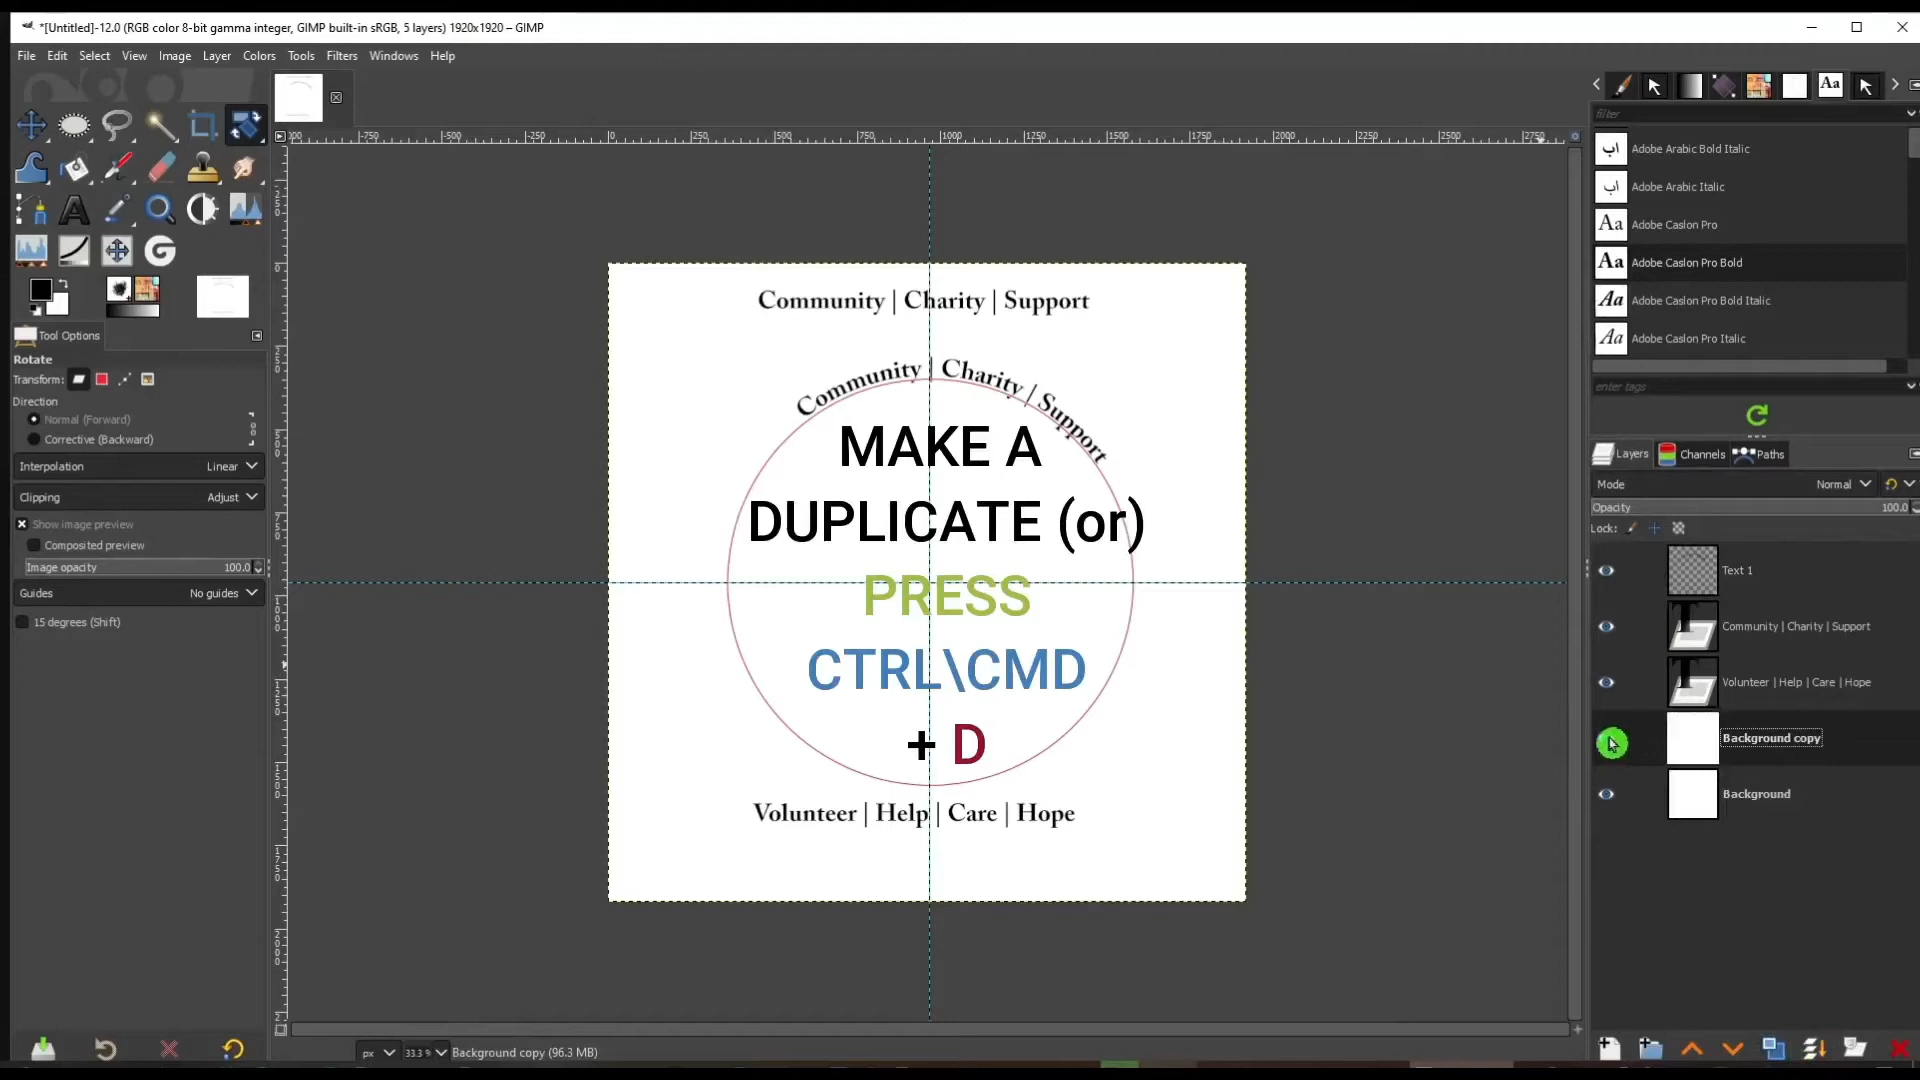 *[Untitled]-12.0 (RGB color 8-bit gamma integer, GIMP built-in sRGB, 5 layers) 1920x1920 – GIMP
File Edit Select View Image Layer Colors Tools Filters Windows Help
filter
Adobe Arabic Bold Italic
Adobe Arabic Italic
Adobe Caslon Pro
Adobe Caslon Pro Bold
Adobe Caslon Pro Bold Italic
Adobe Caslon Pro Italic
enter tags
Tool Options
Rotate
Transform:
Direction
Normal (Forward)
Corrective (Backward)
Interpolation Linear
Clipping Adjust
Show image preview
Composited preview
Image opacity 100.0
Guides No guides
15 degrees (Shift)
Community | Charity | Support
Community | Charity | Support
MAKE A
DUPLICATE (or)
PRESS
CTRL\CMD
+ D
Volunteer | Help | Care | Hope
Layers Channels Paths
Mode Normal
Opacity 100.0
Lock:
Text 1
Community | Charity | Support
Volunteer | Help | Care | Hope
Background copy
Background
px 33.3 % Background copy (96.3 MB)